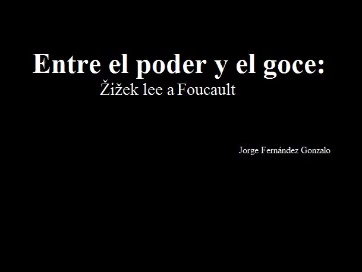 Entre el poder y el goce:
Žižek lee a Foucault
Jorge Fernández Gonzalo